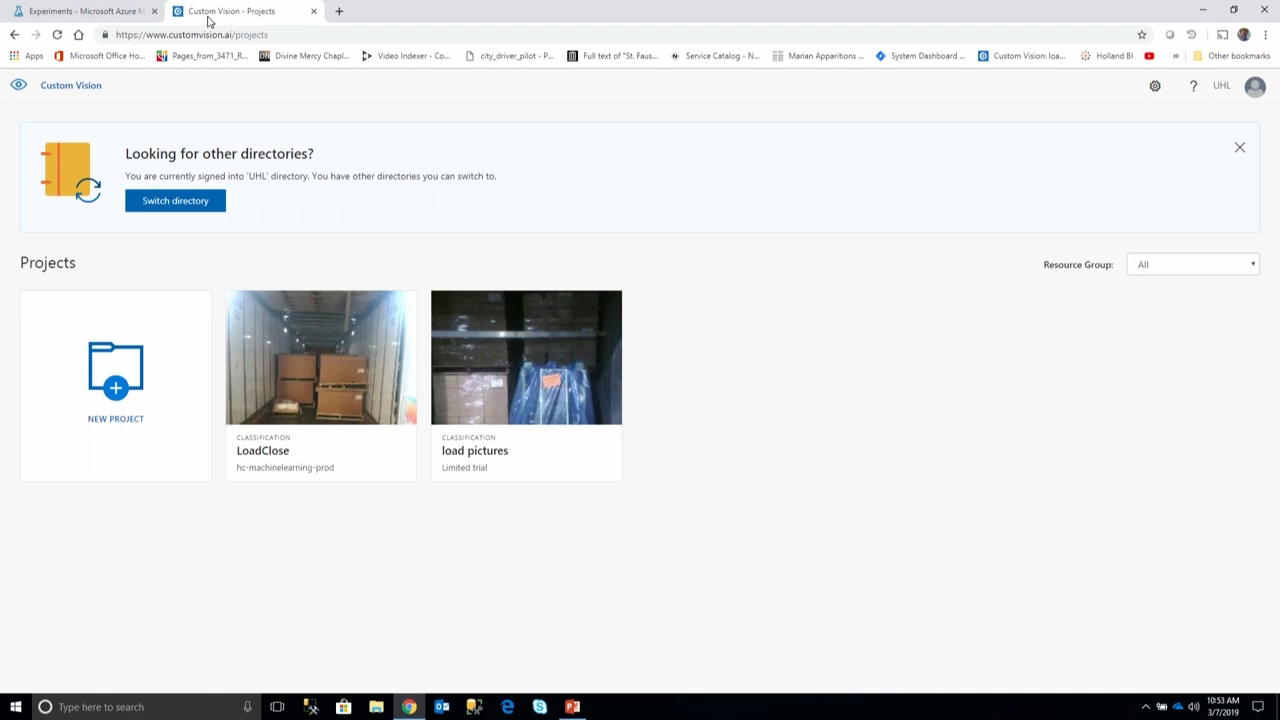 Experiments - Microsoft Azure M
Custom Vision - Projects
https://www.customvision.ai/projects
Apps
Microsoft Office Ho...
Pages_from_3471_R...
Divine Mercy Chapl...
Video Indexer - Co...
city_driver_pilot - P...
Full text of "St. Faus...
Service Catalog - N...
Marian Apparitions ...
System Dashboard ...
Custom Vision: loa...
Holland BI
»
Other bookmarks
Custom Vision
?
UHL
Looking for other directories?
You are currently signed into 'UHL' directory. You have other directories you can switch to.
Switch directory
Projects
Resource Group:
All
NEW PROJECT
CLASSIFICATION
LoadClose
hc-machinelearning-prod
CLASSIFICATION
load pictures
Limited trial
Type here to search
10:53 AM
3/7/2019